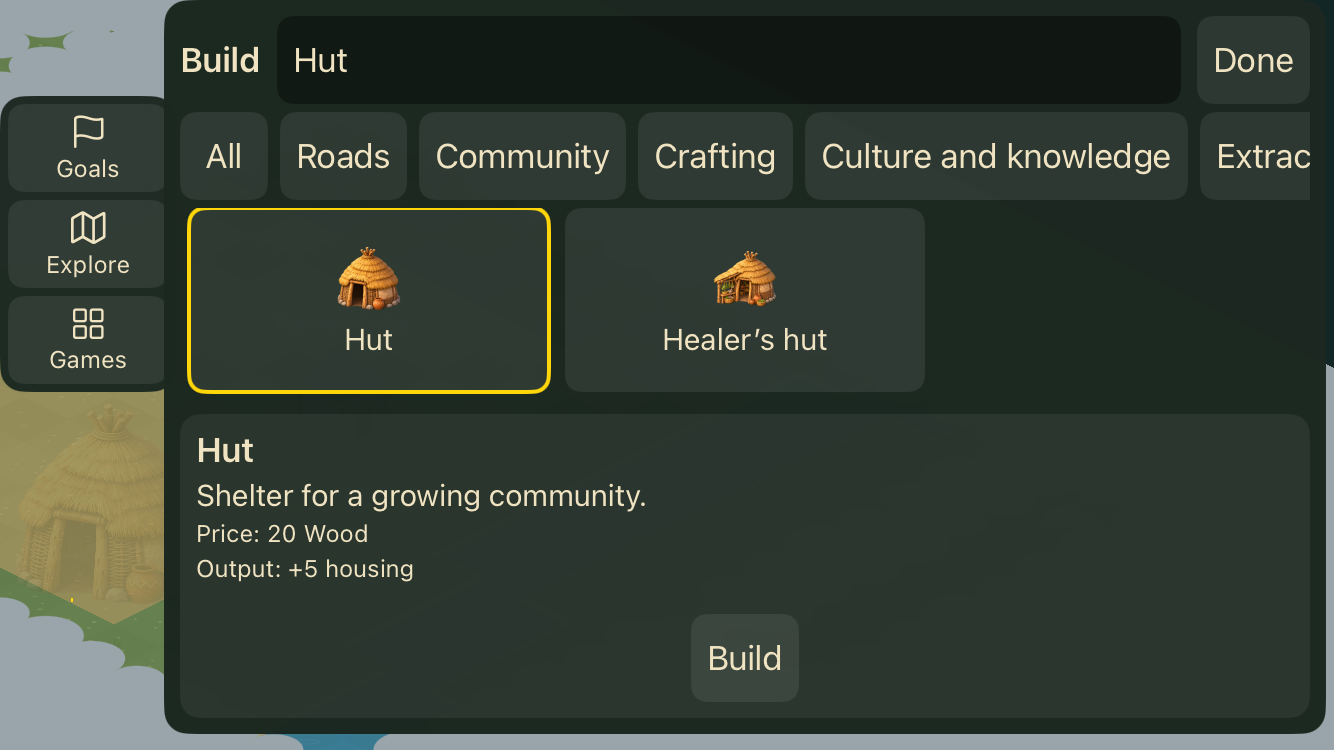 Build
Hut
Done
Goals
Explore
Games
All
Roads
Community
Crafting
Culture and knowledge
Extrac
Hut
Healer’s hut
Hut
Shelter for a growing community.
Price: 20 Wood
Output: +5 housing
Build